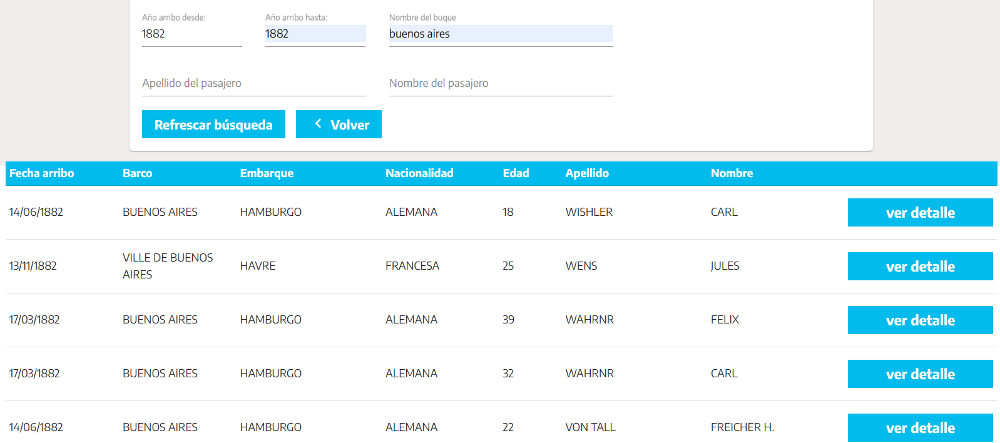 Año arribo desde: Año arribo hasta: Nombre del buque
1882 1882 buenos aires
Apellido del pasajero Nombre del pasajero
Refrescar búsqueda Volver
Fecha arribo Barco Embarque Nacionalidad Edad Apellido Nombre
14/06/1882 BUENOS AIRES HAMBURGO ALEMANA 18 WISHLER CARL ver detalle
13/11/1882 VILLE DE BUENOS AIRES HAVRE FRANCESA 25 WENS JULES ver detalle
17/03/1882 BUENOS AIRES HAMBURGO ALEMANA 39 WAHRNR FELIX ver detalle
17/03/1882 BUENOS AIRES HAMBURGO ALEMANA 32 WAHRNR CARL ver detalle
14/06/1882 BUENOS AIRES HAMBURGO ALEMANA 22 VON TALL FREICHER H. ver detalle